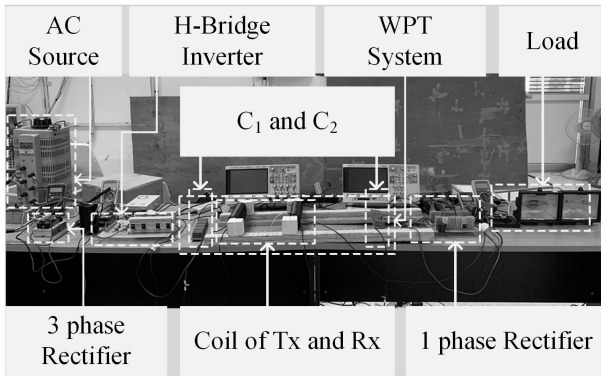 AC
Source
H-Bridge
Inverter
WPT
System
Load
C₁ and C₂
3 phase
Rectifier
Coil of Tx and Rx
1 phase Rectifier